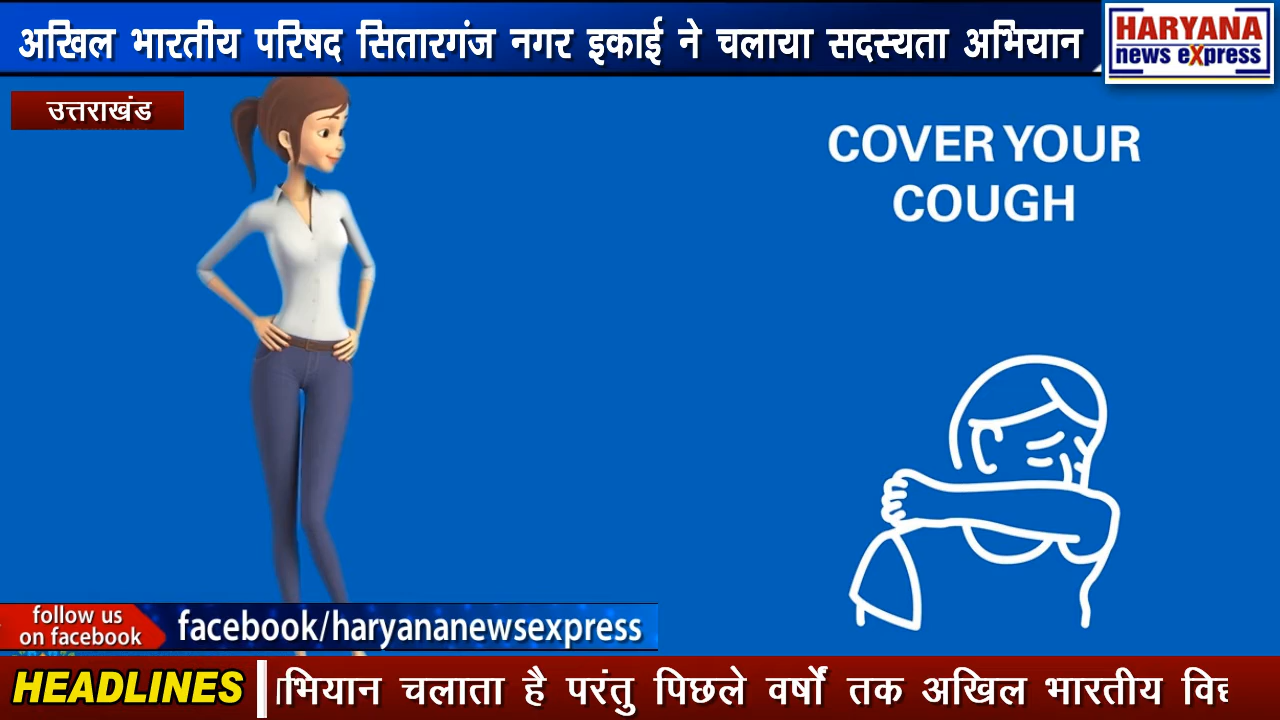 अखिल भारतीय परिषद सितारगंज नगर इकाई ने चलाया सदस्यता अभियान
HARYANA
news eXpress
उत्तराखंड
COVER YOUR
COUGH
follow us
on facebook
facebook/haryananewsexpress
HEADLINES
चलाता है परंतु पिछले वर्षों तक अखिल भारतीय